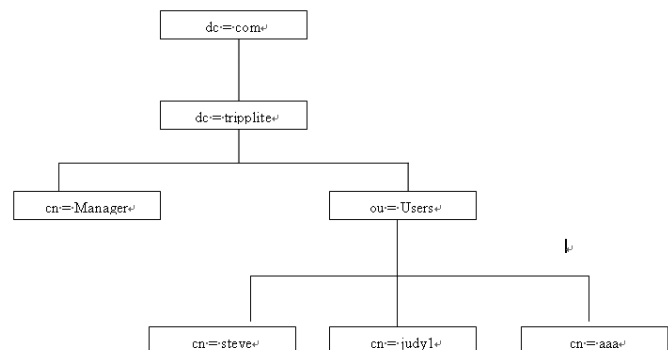 dc = com
dc = tripplite
cn = Manager
ou = Users
cn = steve
cn = judy1
cn = aaa